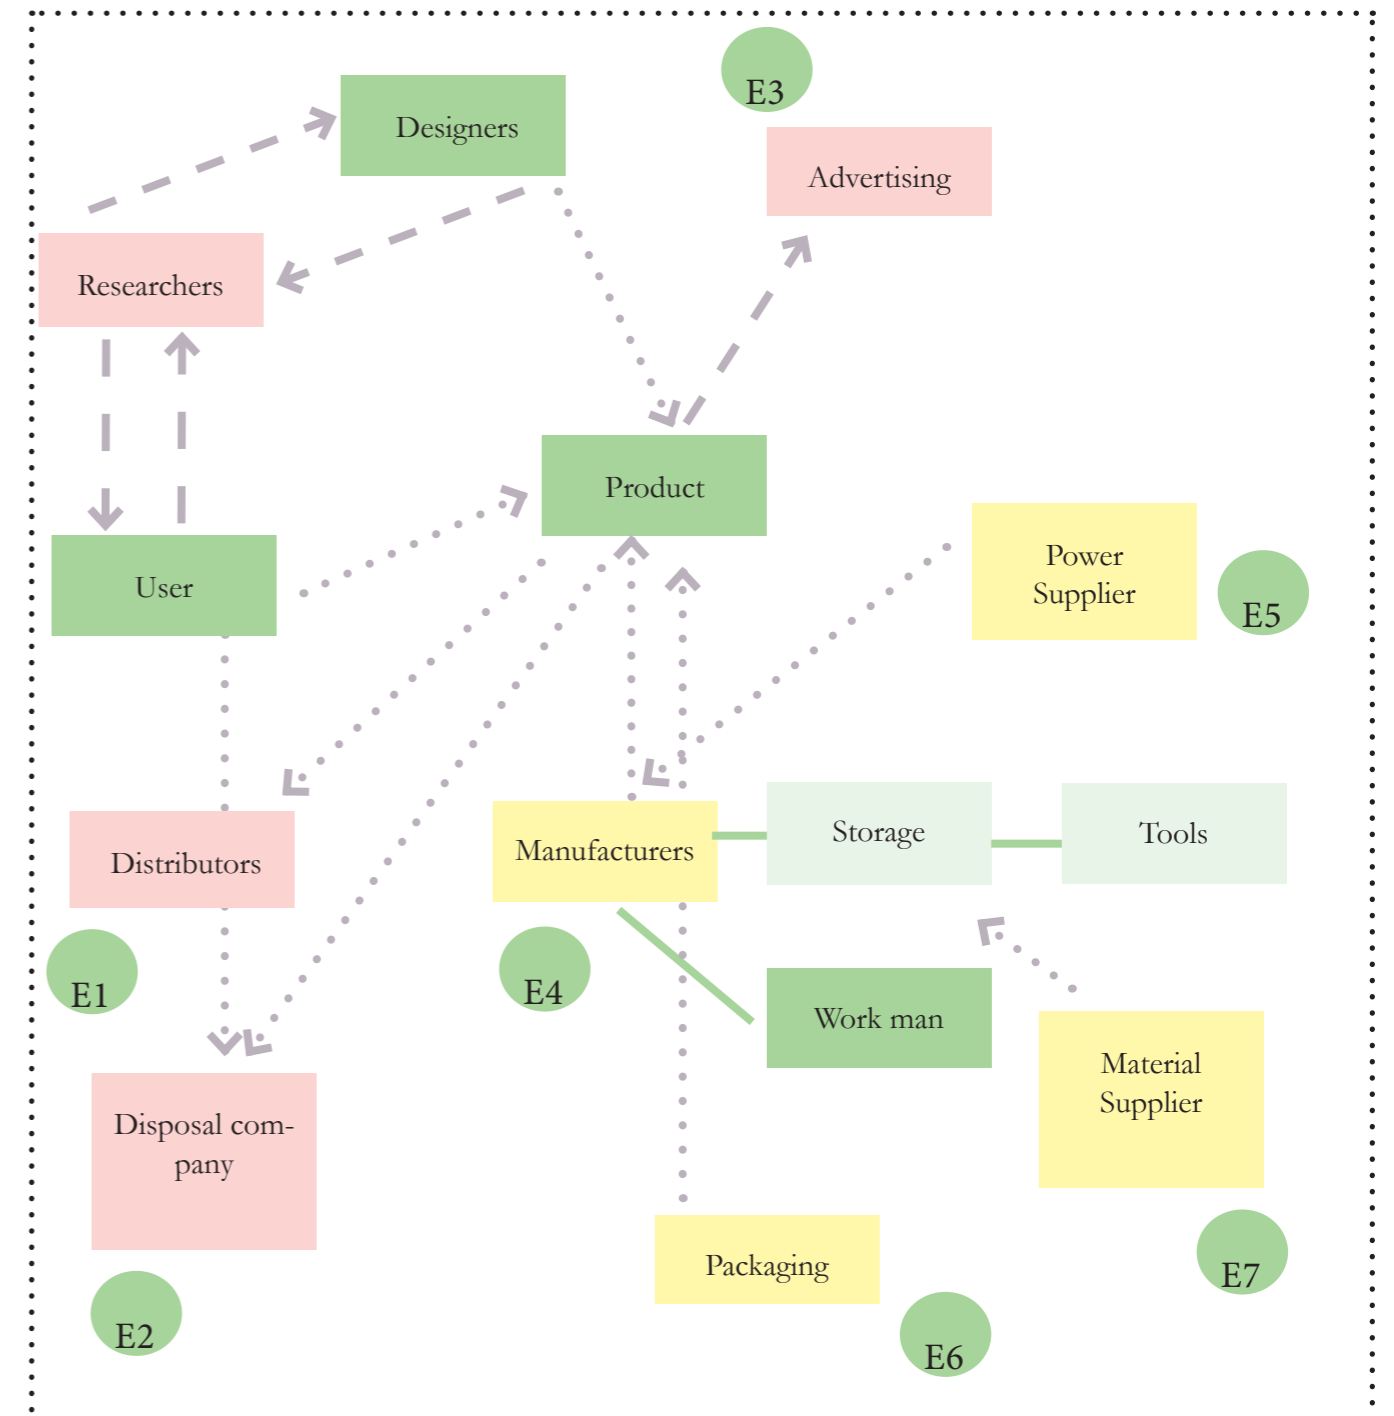 E3
Designers
Advertising
Researchers
Product
Power
Supplier
User
E5
Storage
Tools
Manufacturers
Distributors
E1
E4
Work man
Material
Supplier
Disposal com-
pany
Packaging
E7
E2
E6